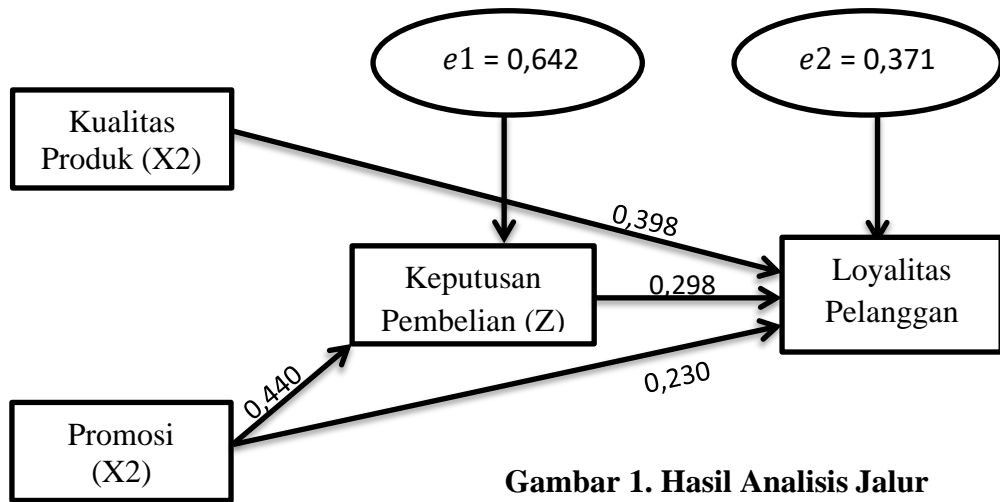 𝑒1 = 0,642
𝑒2 = 0,371
Kualitas
Produk (X2)
0,398
Keputusan
Pembelian (Z)
0,298
Loyalitas
Pelanggan
0,440
0,230
Promosi
(X2)
Gambar 1. Hasil Analisis Jalur